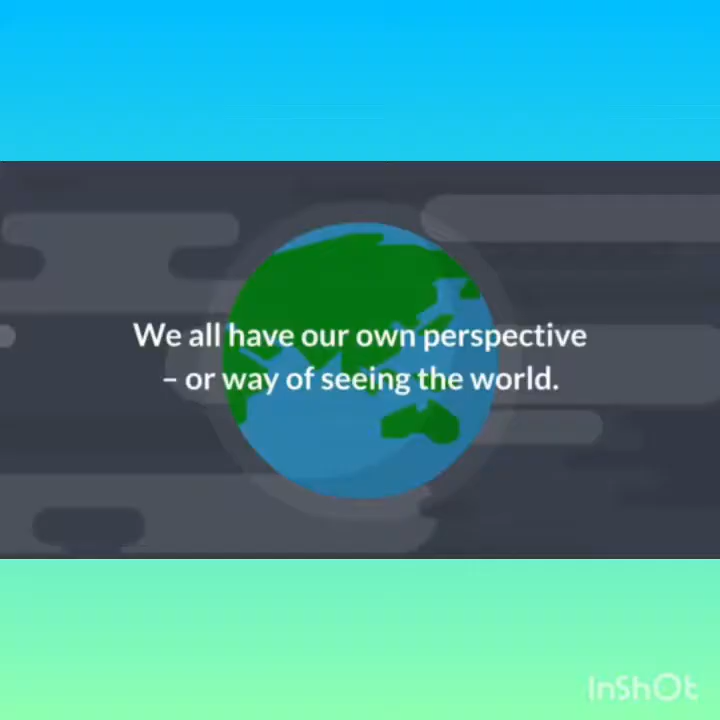 We all have our own perspective
– or way of seeing the world.
InShOt